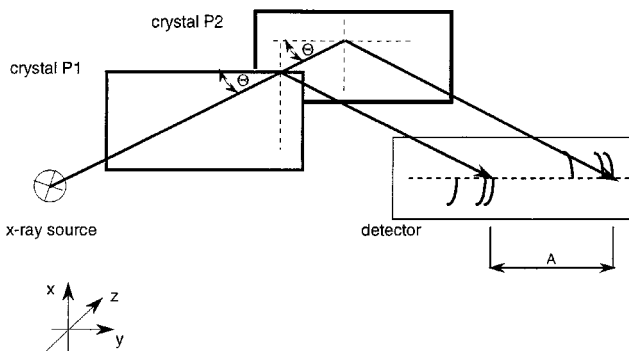 crystal P2
Θ
crystal P1
Θ
x-ray source
detector
A
x
z
y